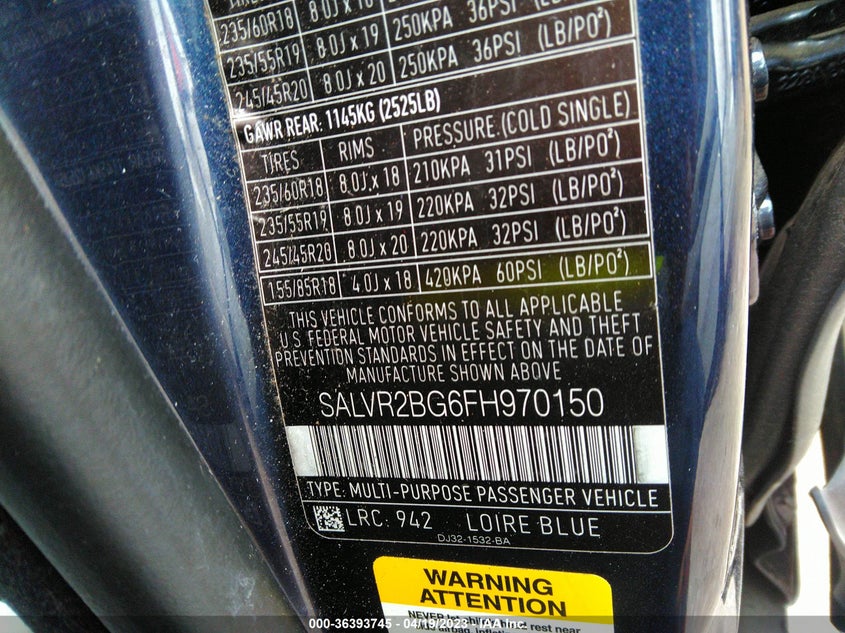 235/60R18 8.0J x 18 250KPA 36PSI (LB/PO²)
235/55R19 8.0J x 19 250KPA 36PSI (LB/PO²)
245/45R20 8.0J x 20 250KPA 36PSI (LB/PO²)
GAWR REAR: 1145KG (2525LB)
TIRES RIMS PRESSURE.(COLD SINGLE)
235/60R18 8.0J x 18 210KPA 31PSI (LB/PO²)
235/55R19 8.0J x 19 220KPA 32PSI (LB/PO²)
245/45R20 8.0J x 20 220KPA 32PSI (LB/PO²)
155/85R18 4.0J x 18 420KPA 60PSI (LB/PO²)
THIS VEHICLE CONFORMS TO ALL APPLICABLE
U.S. FEDERAL MOTOR VEHICLE SAFETY AND THEFT
PREVENTION STANDARDS IN EFFECT ON THE DATE OF
MANUFACTURE SHOWN ABOVE
SALVR2BG6FH970150
TYPE: MULTI-PURPOSE PASSENGER VEHICLE
LRC: 942 LOIRE BLUE
DJ32-1532-BA
WARNING
ATTENTION
NEVER let child's head rest near
000-36393745 - 04/19/2023 - IAA Inc.